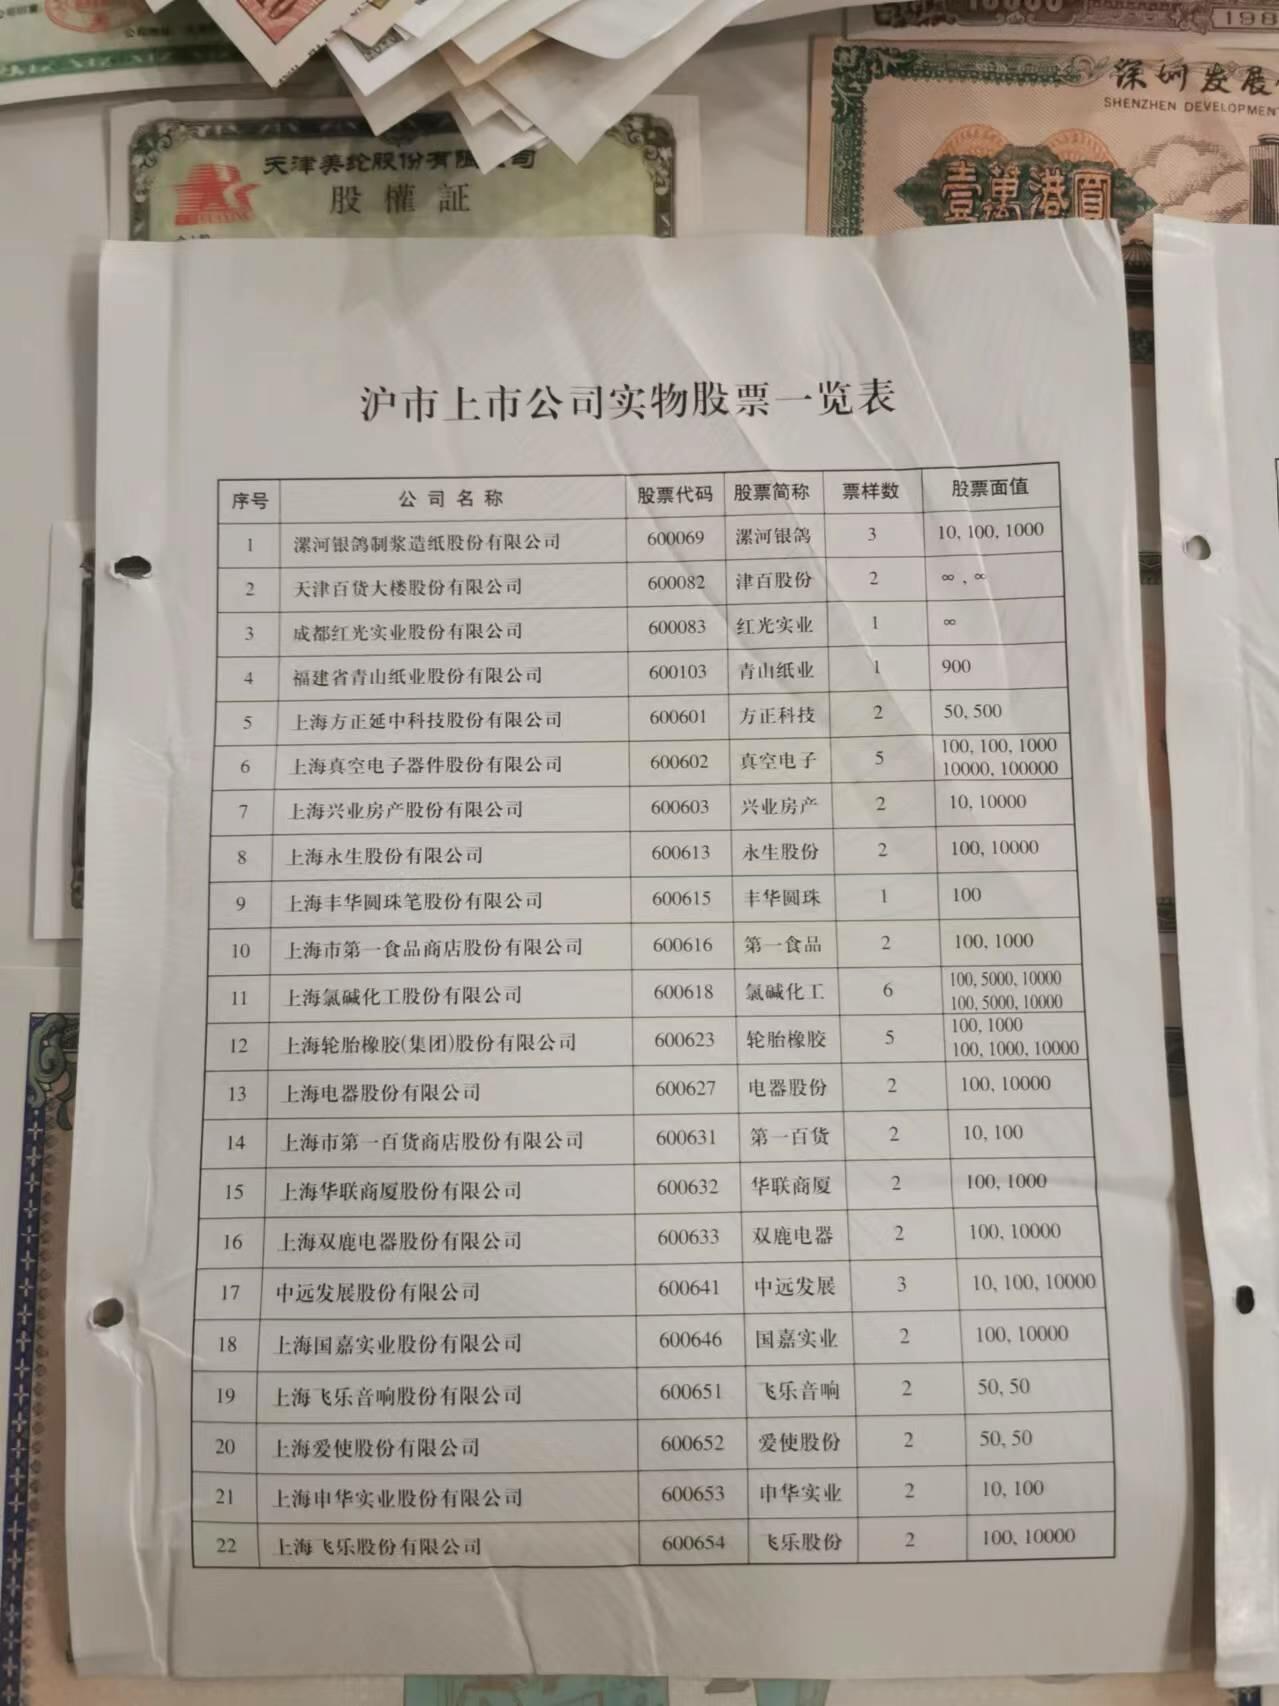 10000
198
深圳发展
SHENZHEN DEVELOPMEN
壹萬港圓
天津美纶股份有限公司
股權証
沪市上市公司实物股票一览表
序号 公司名称 股票代码 股票简称 票样数 股票面值
1 漯河银鸽制浆造纸股份有限公司 600069 漯河银鸽 3 10, 100, 1000
2 天津百货大楼股份有限公司 600082 津百股份 2 ∞ , ∞
3 成都红光实业股份有限公司 600083 红光实业 1 ∞
4 福建省青山纸业股份有限公司 600103 青山纸业 1 900
5 上海方正延中科技股份有限公司 600601 方正科技 2 50, 500
6 上海真空电子器件股份有限公司 600602 真空电子 5 100, 100, 1000
10000, 100000
7 上海兴业房产股份有限公司 600603 兴业房产 2 10, 10000
8 上海永生股份有限公司 600613 永生股份 2 100, 10000
9 上海丰华圆珠笔股份有限公司 600615 丰华圆珠 1 100
10 上海市第一食品商店股份有限公司 600616 第一食品 2 100, 1000
11 上海氯碱化工股份有限公司 600618 氯碱化工 6 100, 5000, 10000
100, 5000, 10000
12 上海轮胎橡胶(集团)股份有限公司 600623 轮胎橡胶 5 100, 1000
100, 1000, 10000
13 上海电器股份有限公司 600627 电器股份 2 100, 10000
14 上海市第一百货商店股份有限公司 600631 第一百货 2 10, 100
15 上海华联商厦股份有限公司 600632 华联商厦 2 100, 1000
16 上海双鹿电器股份有限公司 600633 双鹿电器 2 100, 10000
17 中远发展股份有限公司 600641 中远发展 3 10, 100, 10000
18 上海国嘉实业股份有限公司 600646 国嘉实业 2 100, 10000
19 上海飞乐音响股份有限公司 600651 飞乐音响 2 50, 50
20 上海爱使股份有限公司 600652 爱使股份 2 50, 50
21 上海申华实业股份有限公司 600653 申华实业 2 10, 100
22 上海飞乐股份有限公司 600654 飞乐股份 2 100, 10000